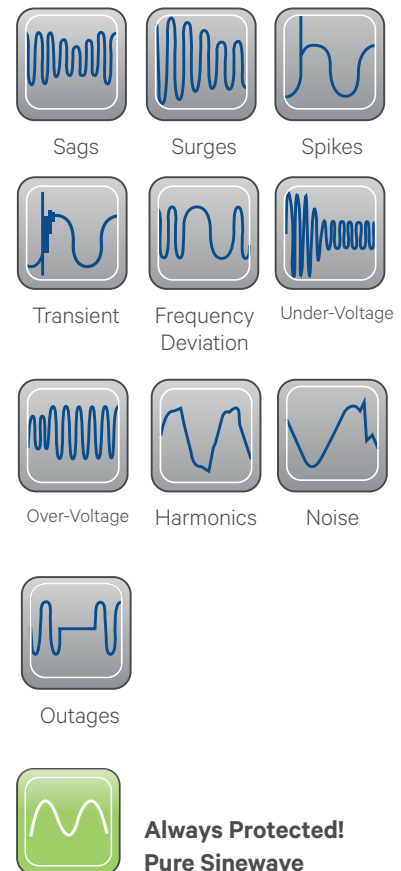 Sags
Surges
Spikes
Transient
Frequency
Deviation
Under-Voltage
Over-Voltage
Harmonics
Noise
Outages
Always Protected!
Pure Sinewave